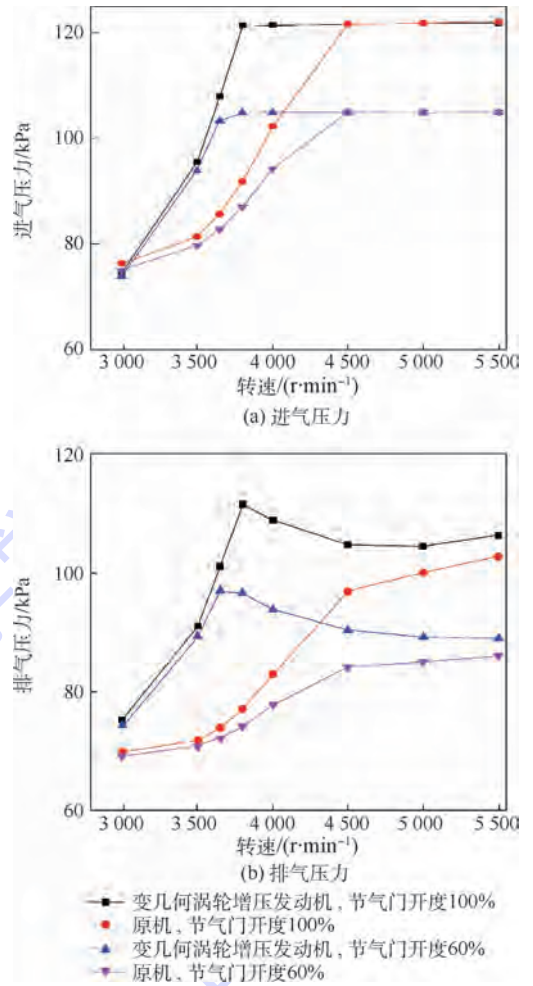 120
100
80
60
进气压力/kPa
3 000 3 500 4 000 4 500 5 000 5 500
转速/(r·min⁻¹)
(a) 进气压力
120
100
80
60
排气压力/kPa
3 000 3 500 4 000 4 500 5 000 5 500
转速/(r·min⁻¹)
(b) 排气压力
变几何涡轮增压发动机，节气门开度100%
原机，节气门开度100%
变几何涡轮增压发动机，节气门开度60%
原机，节气门开度60%